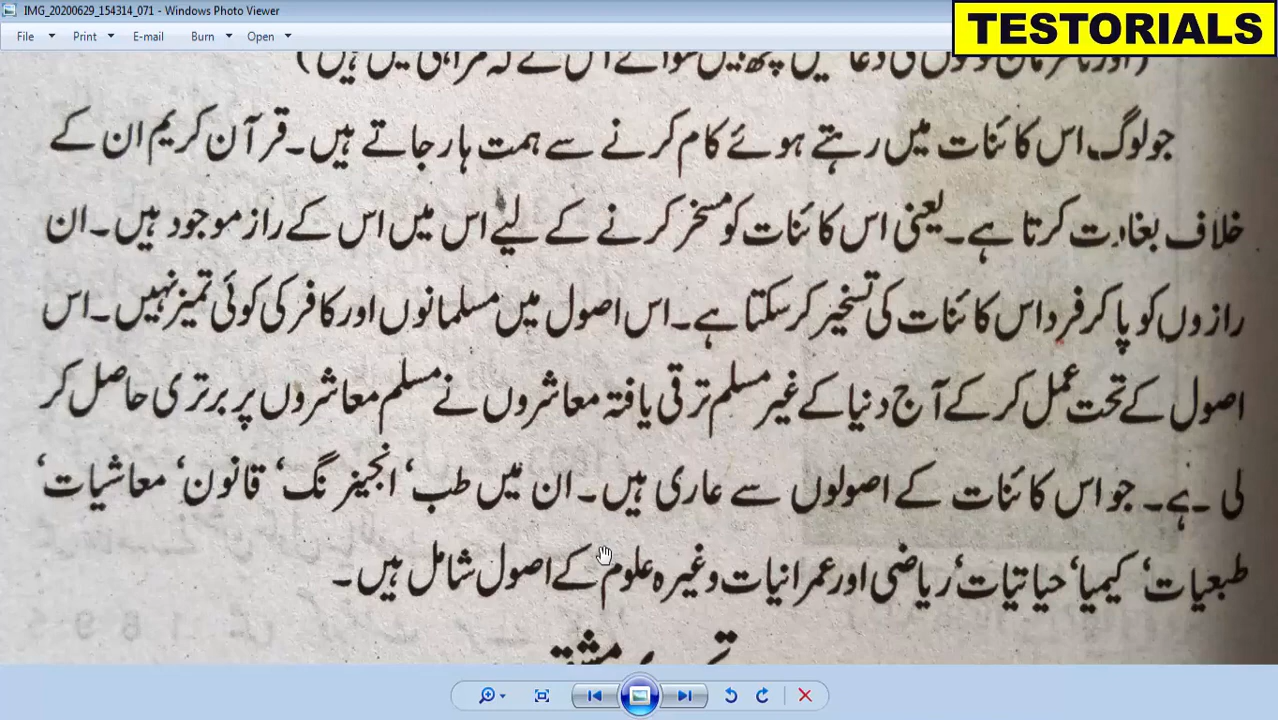 IMG_20200629_154314_071 - Windows Photo Viewer
File Print E-mail Burn Open
TESTORIALS
جو لوگ اس کائنات میں رہتے ہوئے کام کرنے سے ہمت ہار جاتے ہیں۔ قرآن کریم ان کے
خلاف بغاوت کرتا ہے۔ یعنی اس کائنات کو مسخر کرنے کے لیے اس میں اس کے راز موجود ہیں۔ ان
رازوں کو پا کر فرد اس کائنات کی تسخیر کر سکتا ہے۔ اس اصول میں مسلمانوں اور کافر کی کوئی تمیز نہیں۔ اس
اصول کے تحت عمل کر کے آج دنیا کے غیر مسلم ترقی یافتہ معاشروں نے مسلم معاشروں پر برتری حاصل کر
لی ہے۔ جو اس کائنات کے اصولوں سے عاری ہیں۔ ان میں طب‘ انجینرنگ‘ قانون‘ معاشیات‘
طبعیات‘ کیمیا‘ حیاتیات‘ ریاضی اور عمرانیات وغیرہ علوم کے اصول شامل ہیں۔